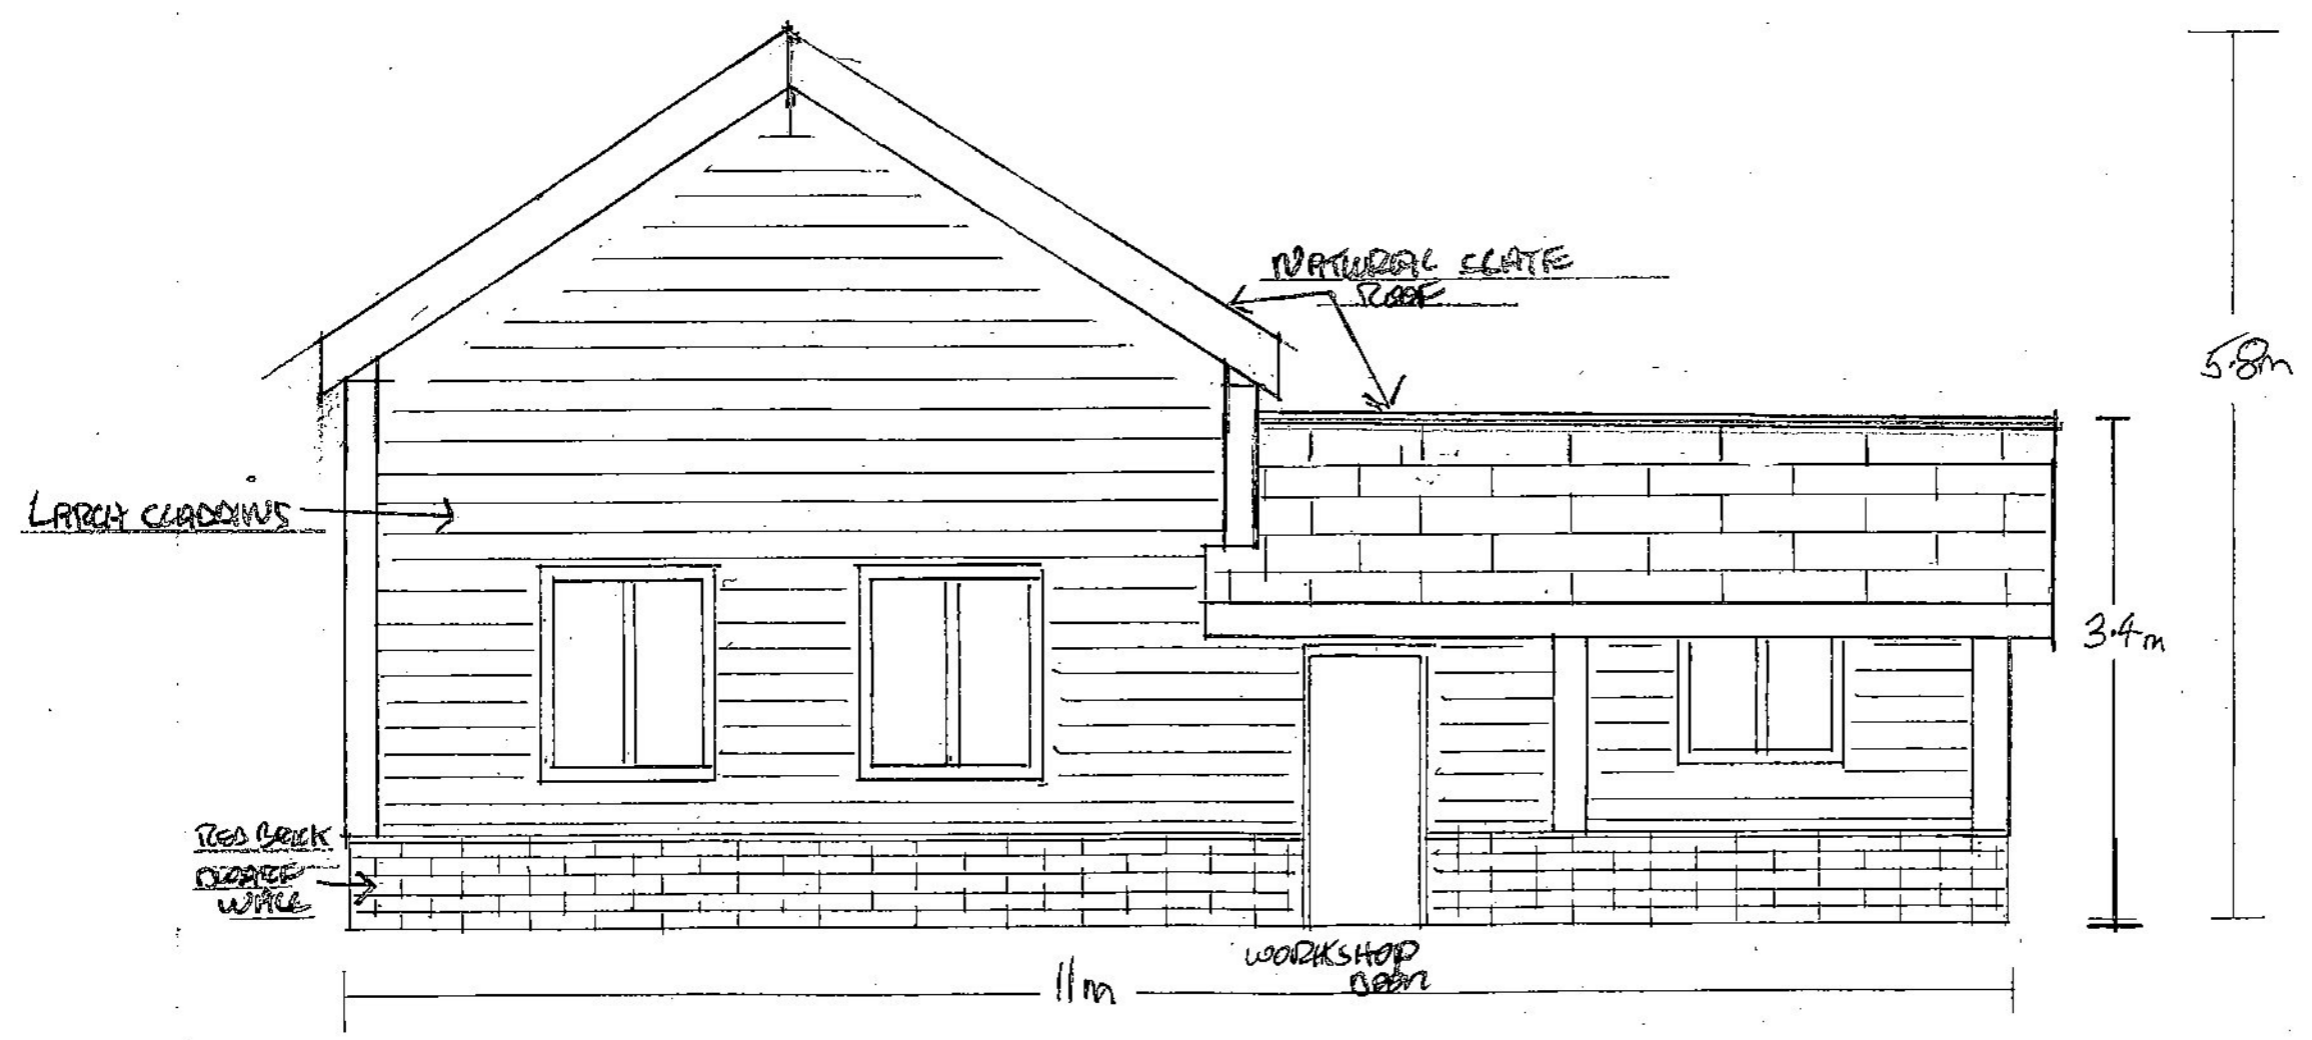 NATURAL SLATE
ROOF
5.8m
LARCH CLADDING
3.4m
RED BRICK
DWARF
WALL
WORKSHOP
DOOR
11m